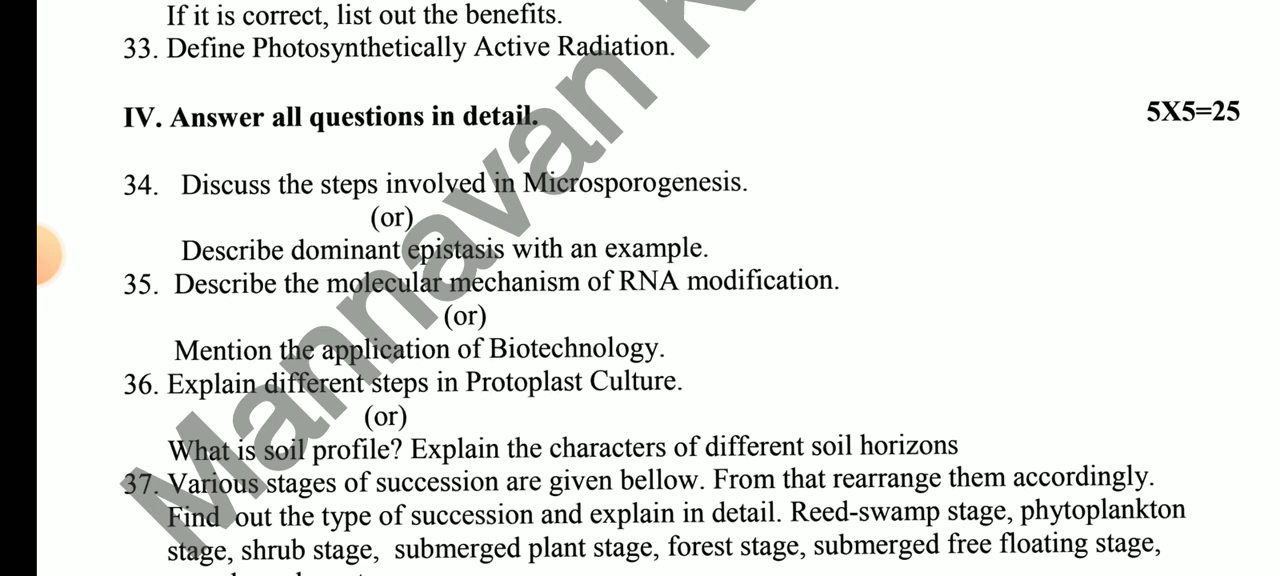 If it is correct, list out the benefits.
33. Define Photosynthetically Active Radiation.
IV. Answer all questions in detail. 5X5=25
34. Discuss the steps involved in Microsporogenesis.
(or)
Describe dominant epistasis with an example.
35. Describe the molecular mechanism of RNA modification.
(or)
Mention the application of Biotechnology.
36. Explain different steps in Protoplast Culture.
(or)
What is soil profile? Explain the characters of different soil horizons
37. Various stages of succession are given bellow. From that rearrange them accordingly.
Find out the type of succession and explain in detail. Reed-swamp stage, phytoplankton
stage, shrub stage, submerged plant stage, forest stage, submerged free floating stage,
Mannavan